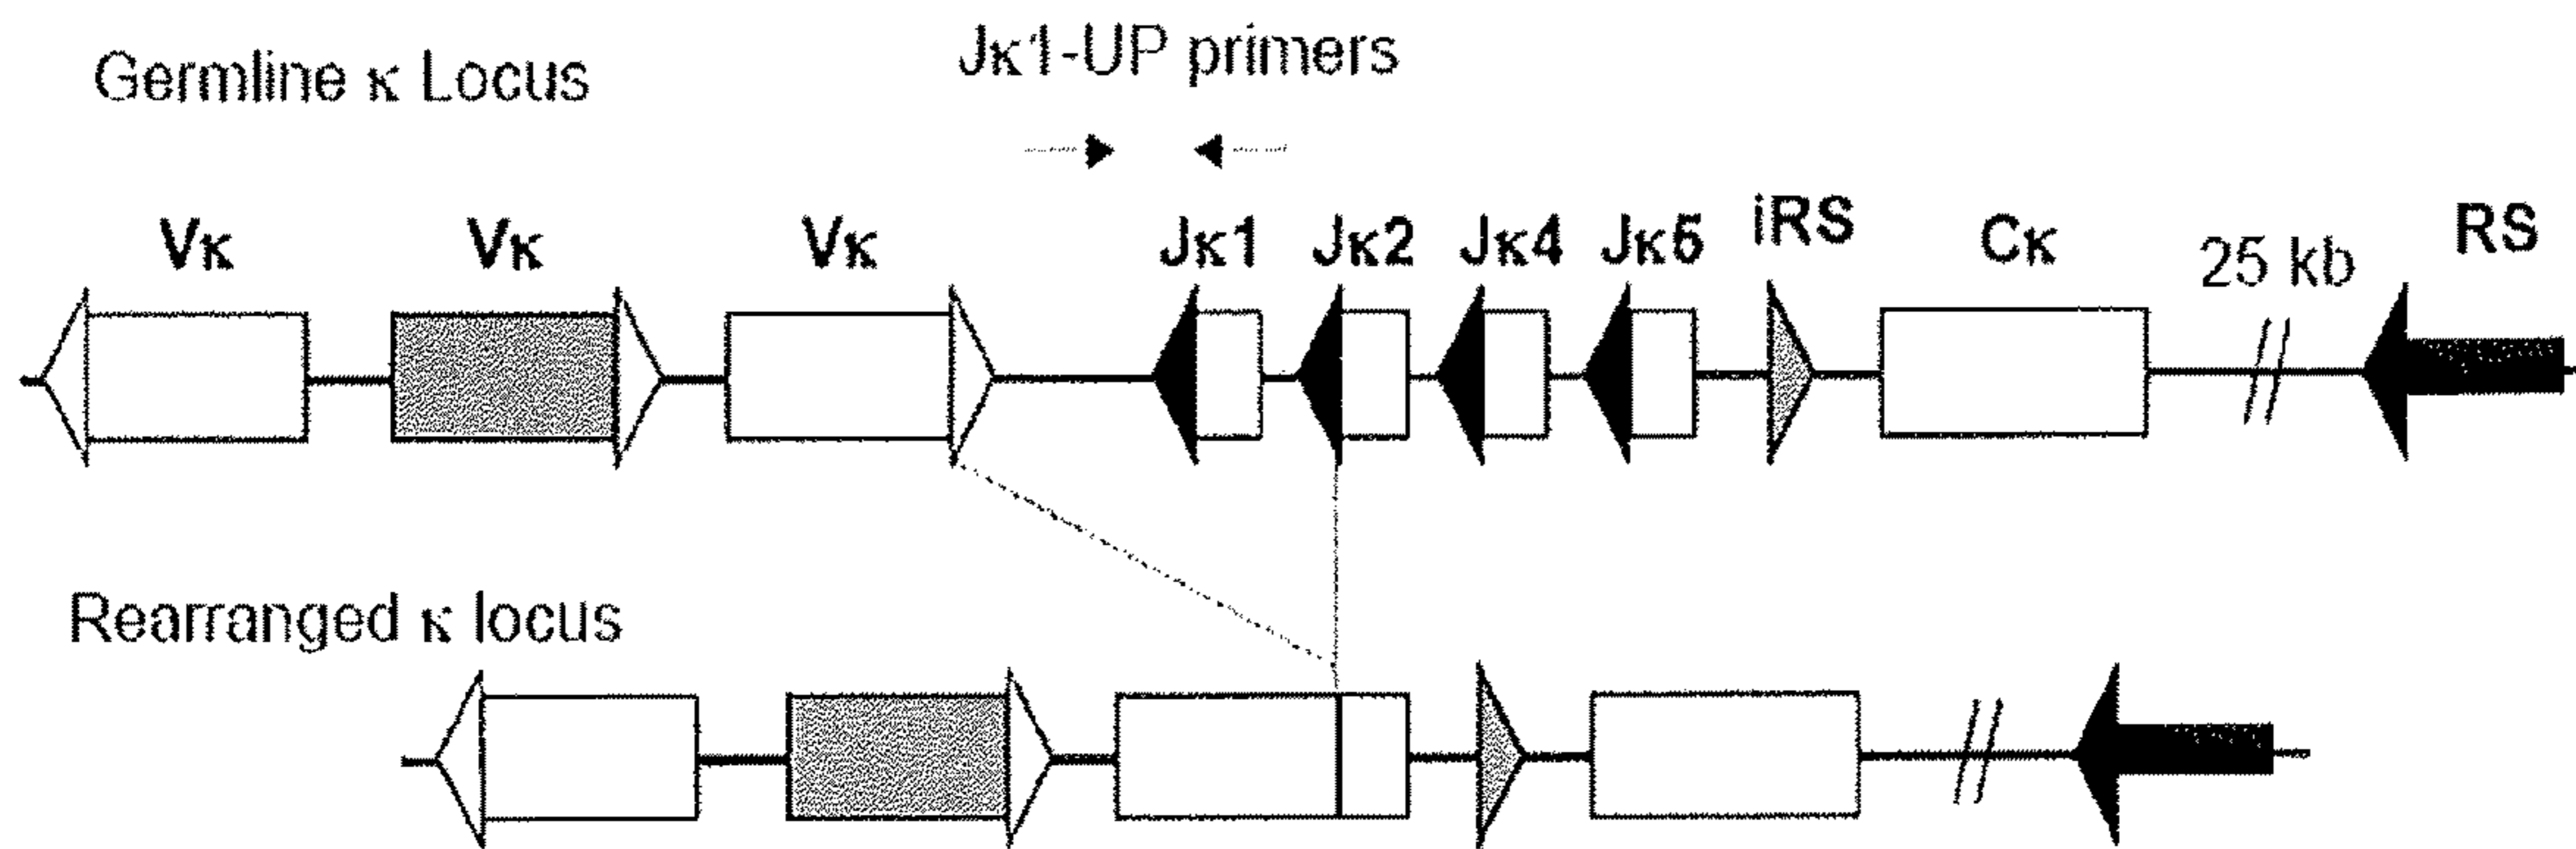 Germline κ Locus
Jκ1-UP primers
Vκ Vκ Vκ Jκ1 Jκ2 Jκ4 Jκ5 iRS Cκ 25 kb RS
Rearranged κ locus